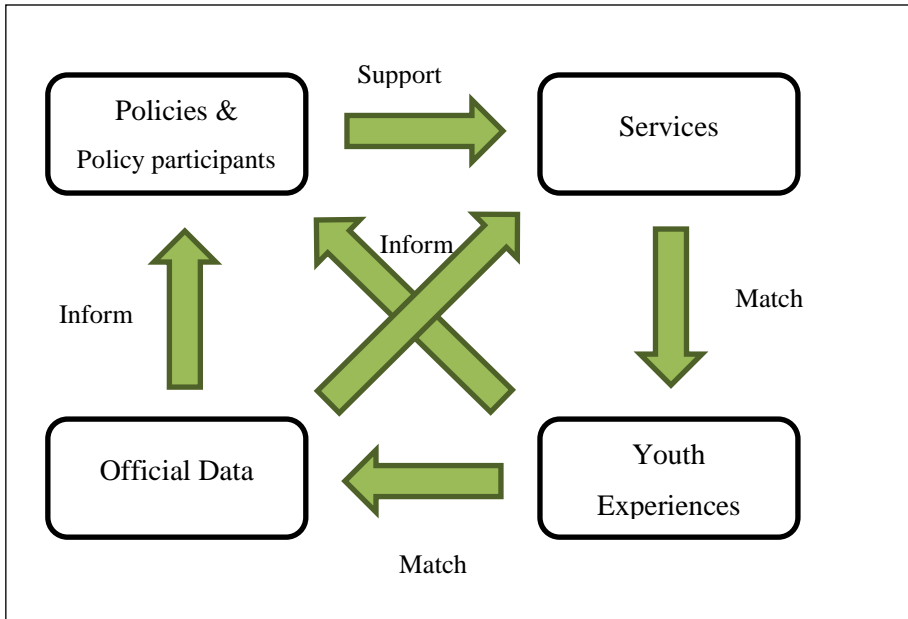 Support
Policies &
Policy participants
Services
Inform
Inform
Match
Official Data
Youth
Experiences
Match